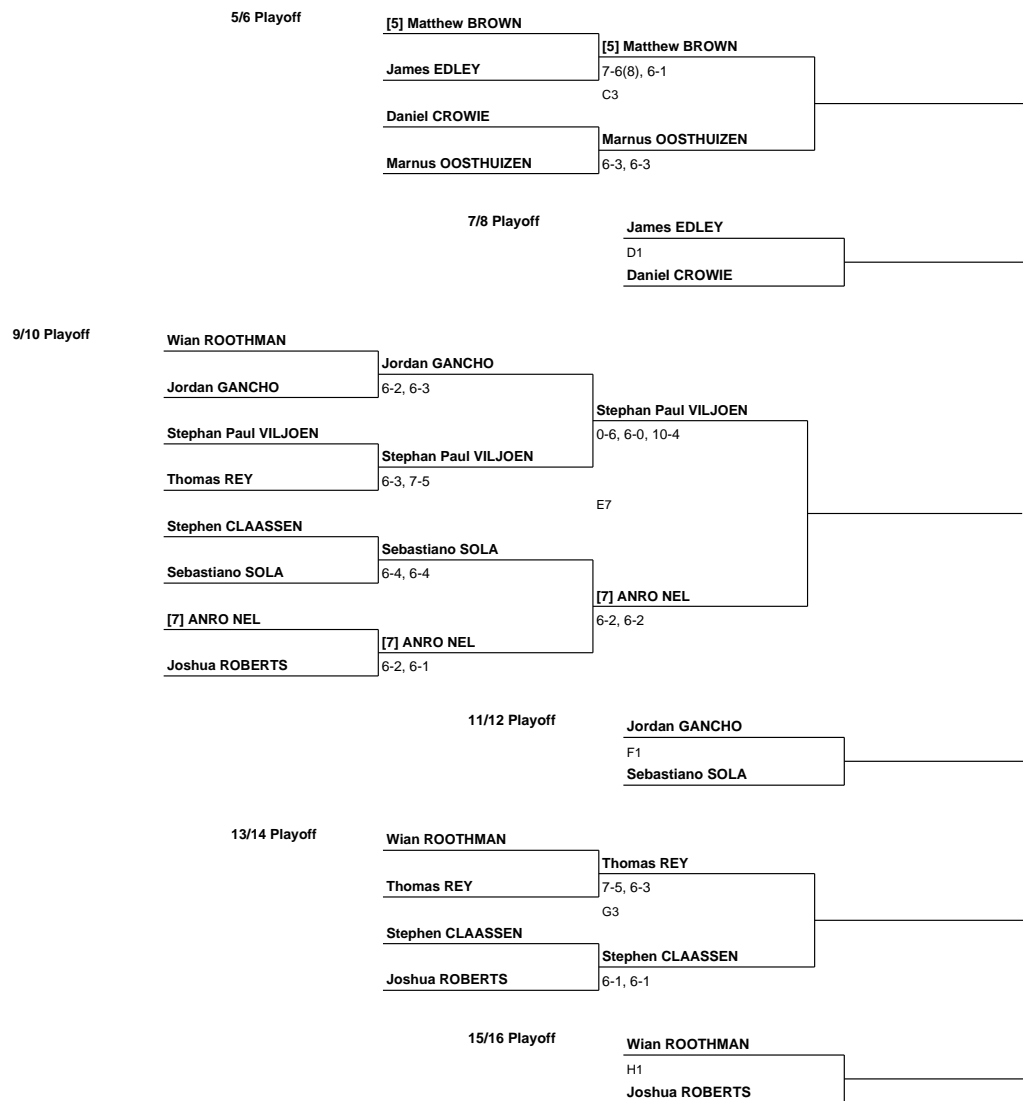 5/6 Playoff
[5] Matthew BROWN
[5] Matthew BROWN
James EDLEY
7-6(8), 6-1
C3
Daniel CROWIE
Marnus OOSTHUIZEN
Marnus OOSTHUIZEN
6-3, 6-3
7/8 Playoff
James EDLEY
D1
Daniel CROWIE
9/10 Playoff
Wian ROOTHMAN
Jordan GANCHO
Jordan GANCHO
6-2, 6-3
Stephan Paul VILJOEN
0-6, 6-0, 10-4
Stephan Paul VILJOEN
Stephan Paul VILJOEN
Thomas REY
6-3, 7-5
E7
Stephen CLAASSEN
Sebastiano SOLA
Sebastiano SOLA
6-4, 6-4
[7] ANRO NEL
6-2, 6-2
[7] ANRO NEL
[7] ANRO NEL
Joshua ROBERTS
6-2, 6-1
11/12 Playoff
Jordan GANCHO
F1
Sebastiano SOLA
13/14 Playoff
Wian ROOTHMAN
Thomas REY
Thomas REY
7-5, 6-3
G3
Stephen CLAASSEN
Stephen CLAASSEN
Joshua ROBERTS
6-1, 6-1
15/16 Playoff
Wian ROOTHMAN
H1
Joshua ROBERTS